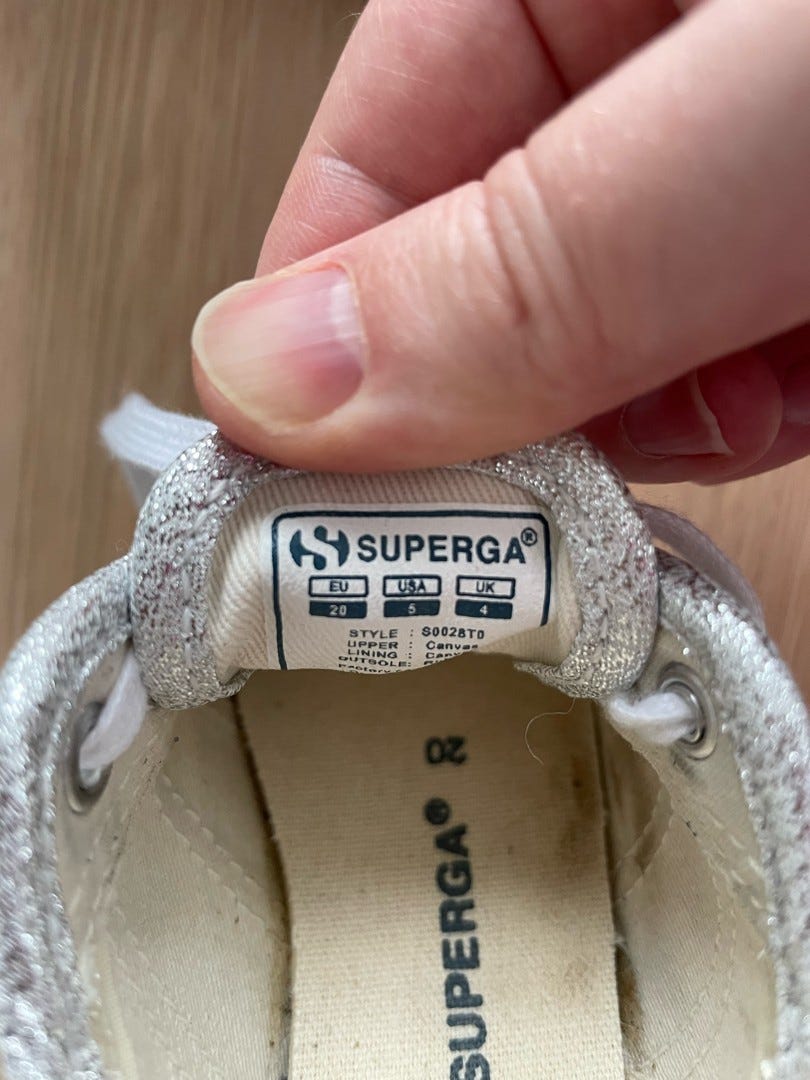 SUPERGA®
EU USA UK
20 5 4
STYLE : S0028T0
UPPER : Canvas
LINING :
OUTSOLE:
20
SUPERGA®